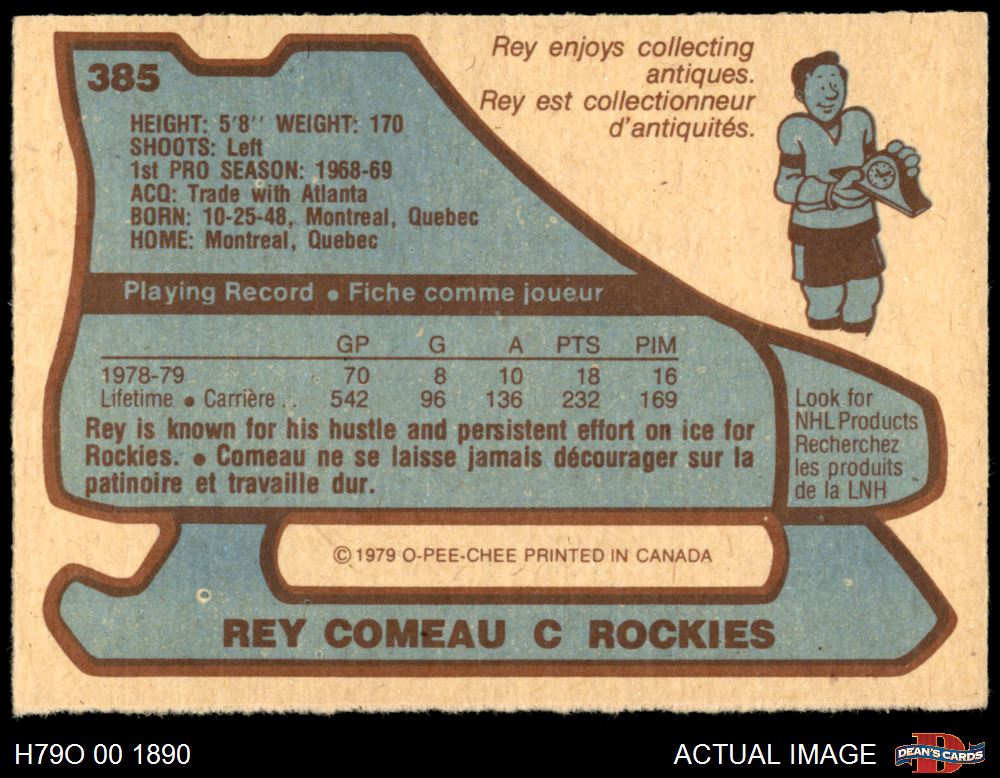 385
Rey enjoys collecting
antiques.
Rey est collectionneur
d'antiquités.
HEIGHT: 5'8'' WEIGHT: 170
SHOOTS: Left
1st PRO SEASON: 1968-69
ACQ: Trade with Atlanta
BORN: 10-25-48, Montreal, Quebec
HOME: Montreal, Quebec
Playing Record • Fiche comme joueur
GP G A PTS PIM
1978-79 70 8 10 18 16
Lifetime • Carrière . . 542 96 136 232 169
Rey is known for his hustle and persistent effort on ice for
Rockies. • Comeau ne se laisse jamais décourager sur la
patinoire et travaille dur.
Look for
NHL Products
Recherchez
les produits
de la LNH
© 1979 O-PEE-CHEE PRINTED IN CANADA
REY COMEAU C ROCKIES
H79O 00 1890
ACTUAL IMAGE
D
DEAN'S CARDS